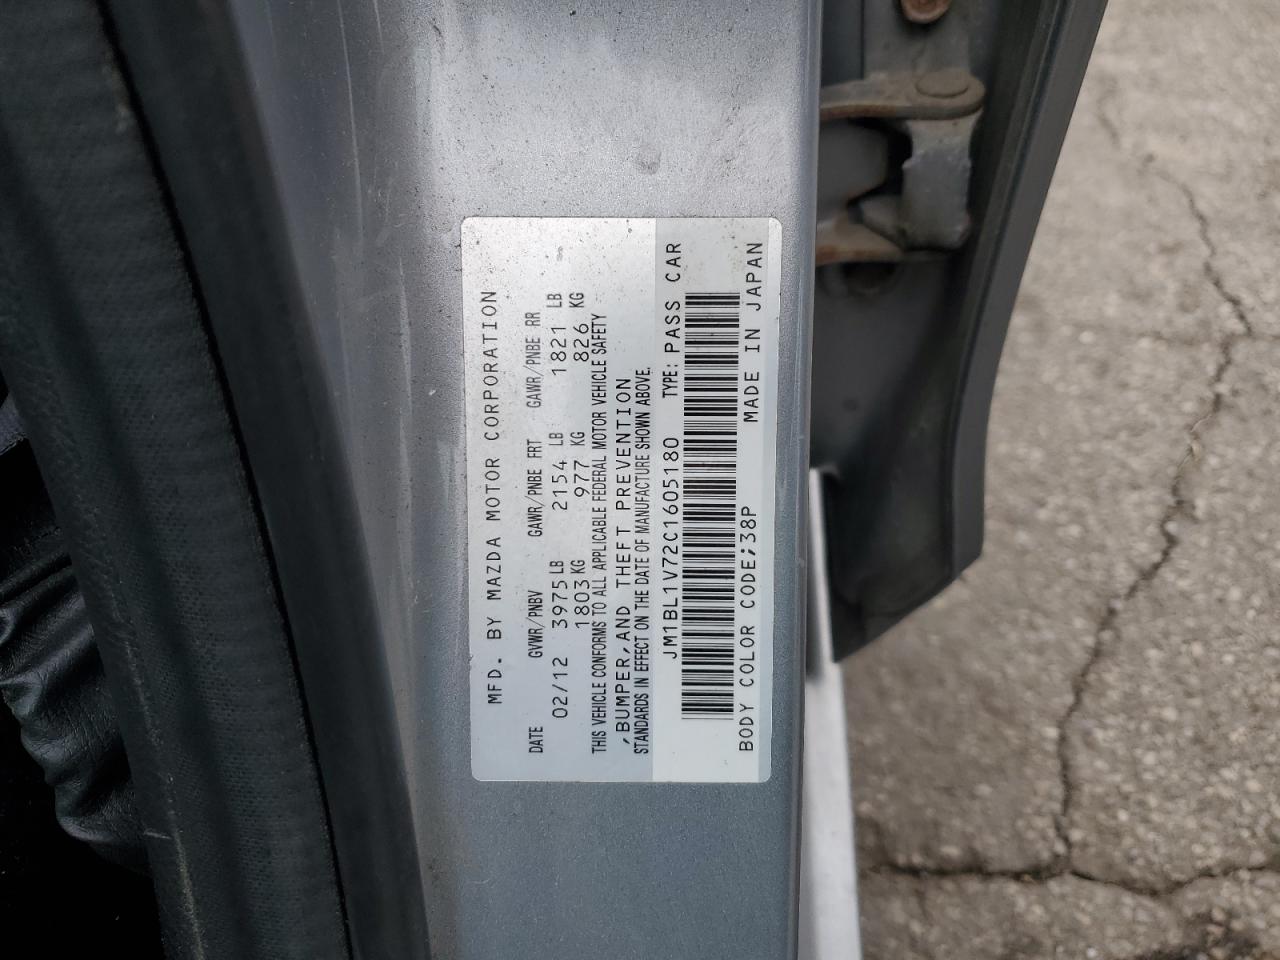 MFD. BY MAZDA MOTOR CORPORATION
DATE GVWR/PNBV GAWR/PNBE FRT GAWR/PNBE RR
02/12 3975 LB 2154 LB 1821 LB
1803 KG 977 KG 826 KG
THIS VEHICLE CONFORMS TO ALL APPLICABLE FEDERAL MOTOR VEHICLE SAFETY
,BUMPER,AND THEFT PREVENTION
STANDARDS IN EFFECT ON THE DATE OF MANUFACTURE SHOWN ABOVE.
JM1BL1V72C1605180 TYPE: PASS CAR
BODY COLOR CODE;38P MADE IN JAPAN